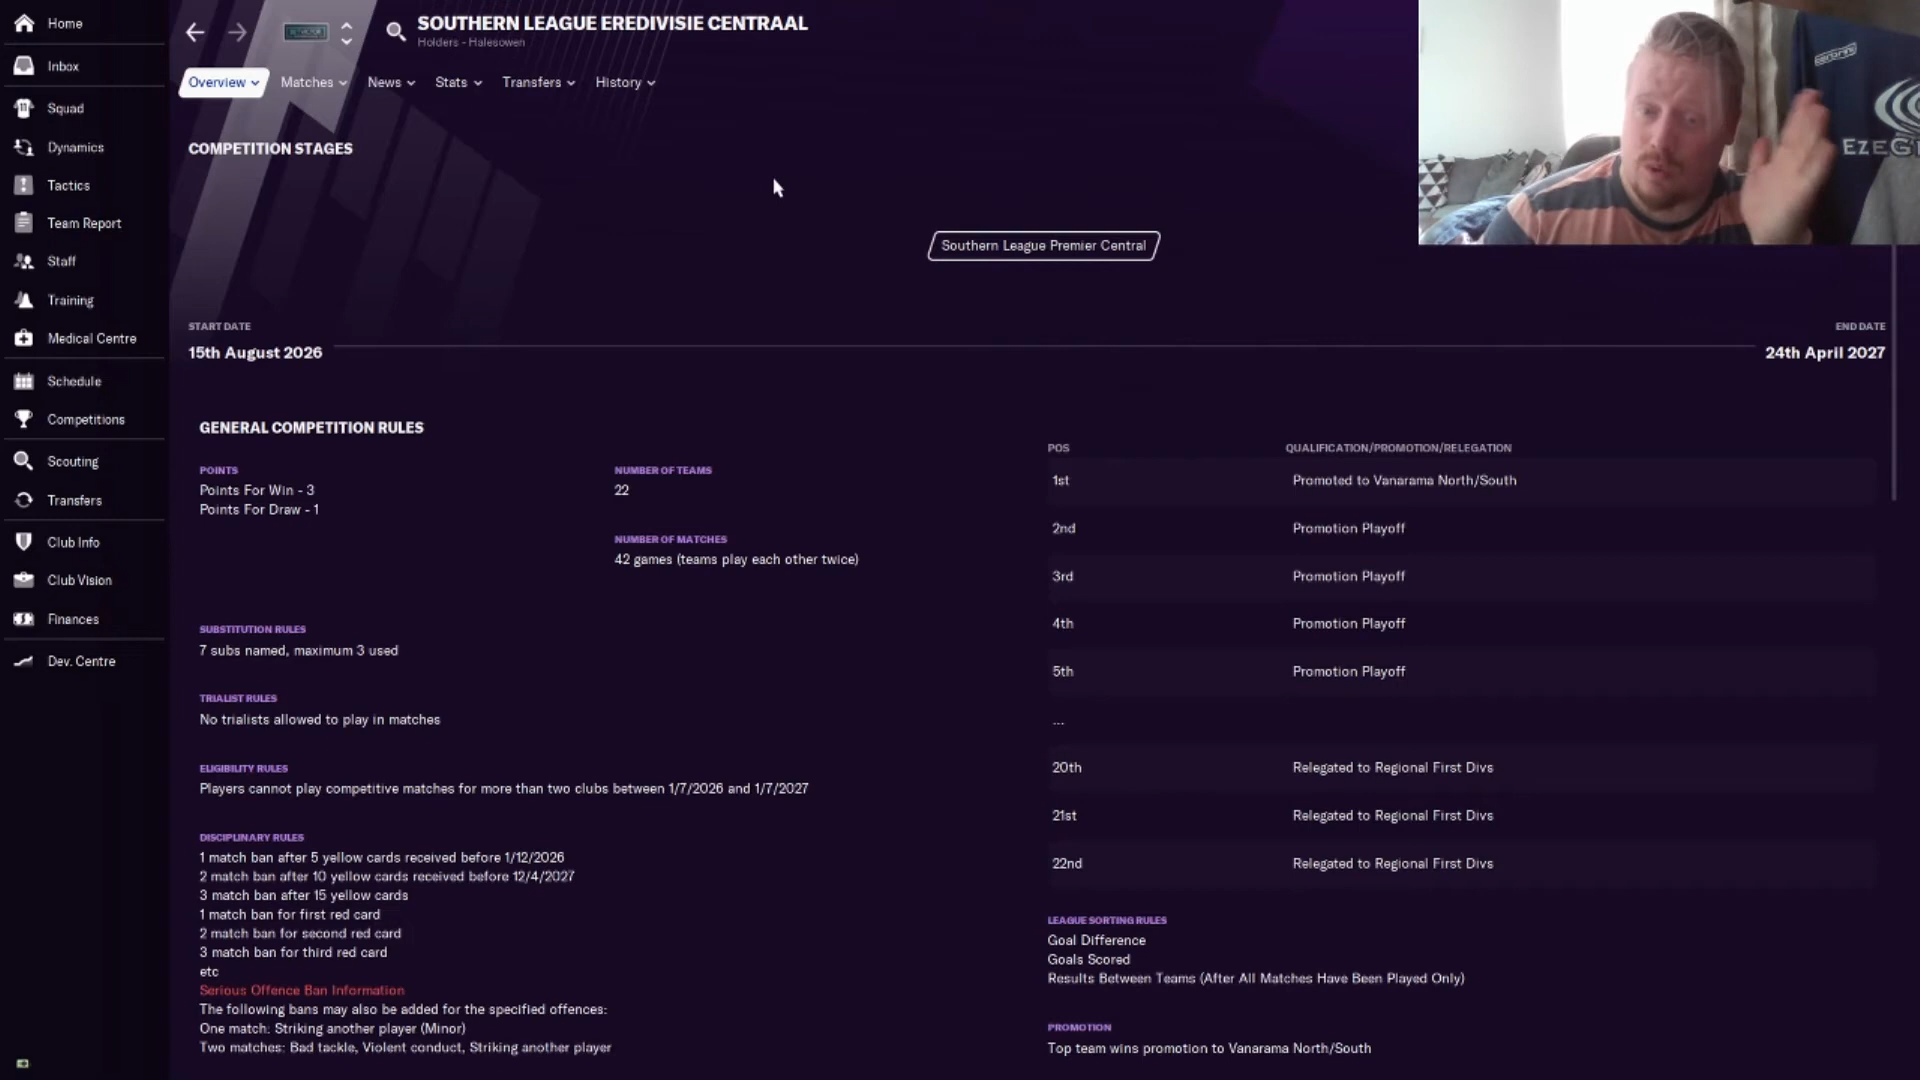 Home
Inbox
Squad
Dynamics
Tactics
Team Report
Staff
Training
Medical Centre
Schedule
Competitions
Scouting
Transfers
Club Info
Club Vision
Finances
Dev. Centre
SOUTHERN LEAGUE EREDIVISIE CENTRAAL
Holders - Halesowen
Overview Matches News Stats Transfers History
COMPETITION STAGES
Southern League Premier Central
START DATE
15th August 2026
END DATE
24th April 2027
GENERAL COMPETITION RULES
POINTS
Points For Win - 3
Points For Draw - 1
NUMBER OF TEAMS
22
NUMBER OF MATCHES
42 games (teams play each other twice)
SUBSTITUTION RULES
7 subs named, maximum 3 used
TRIALIST RULES
No trialists allowed to play in matches
ELIGIBILITY RULES
Players cannot play competitive matches for more than two clubs between 1/7/2026 and 1/7/2027
DISCIPLINARY RULES
1 match ban after 5 yellow cards received before 1/12/2026
2 match ban after 10 yellow cards received before 12/4/2027
3 match ban after 15 yellow cards
1 match ban for first red card
2 match ban for second red card
3 match ban for third red card
etc
Serious Offence Ban Information
The following bans may also be added for the specified offences:
One match: Striking another player (Minor)
Two matches: Bad tackle, Violent conduct, Striking another player
POS QUALIFICATION/PROMOTION/RELEGATION
1st Promoted to Vanarama North/South
2nd Promotion Playoff
3rd Promotion Playoff
4th Promotion Playoff
5th Promotion Playoff
...
20th Relegated to Regional First Divs
21st Relegated to Regional First Divs
22nd Relegated to Regional First Divs
LEAGUE SORTING RULES
Goal Difference
Goals Scored
Results Between Teams (After All Matches Have Been Played Only)
PROMOTION
Top team wins promotion to Vanarama North/South